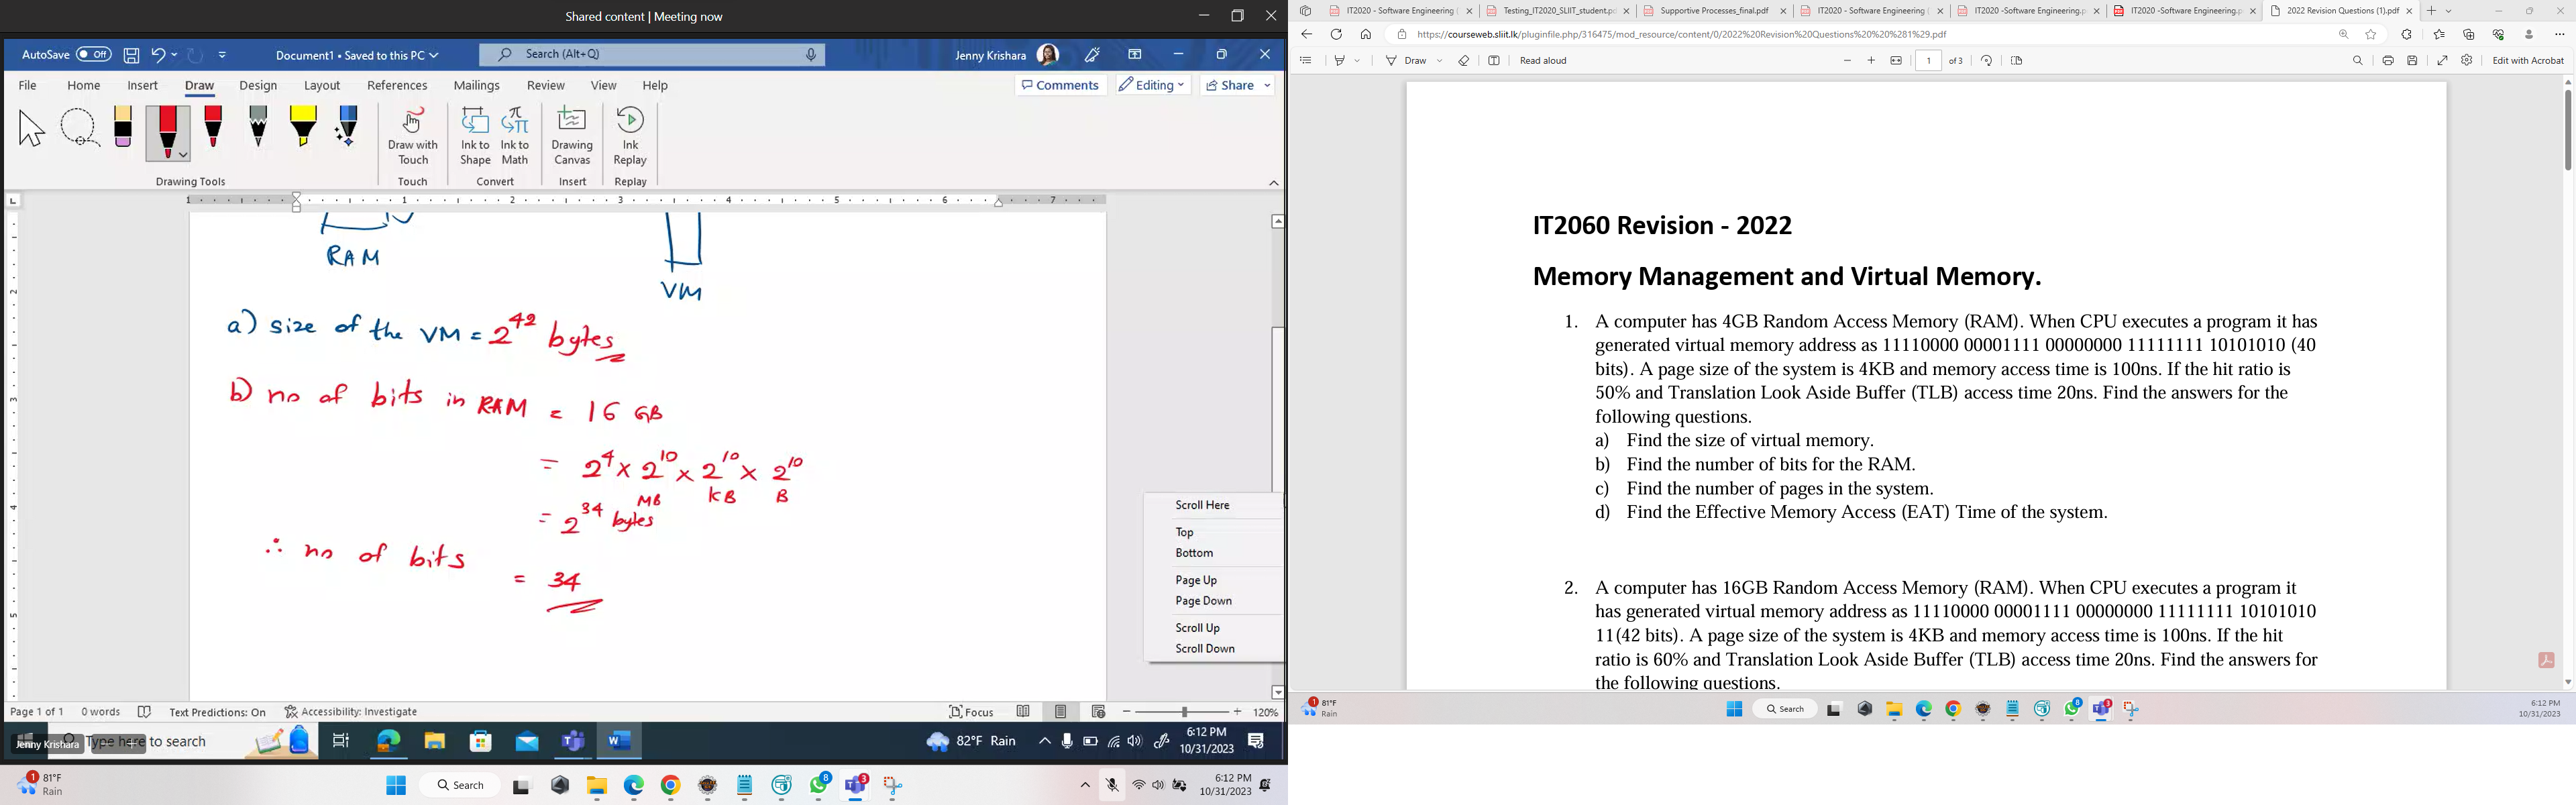 Shared content | Meeting now
AutoSave Off Document1 • Saved to this PC Search (Alt+Q) Jenny Krishara
File Home Insert Draw Design Layout References Mailings Review View Help Comments Editing Share
Draw with Touch
Ink to Shape
Ink to Math
Drawing Canvas
Ink Replay
Drawing Tools Touch Convert Insert Replay
1 1 2 3 4 5 6 7
RAM
VM
a) size of the VM = 2^42 bytes
b) no of bits in RAM = 16 GB
= 2^4 x 2^10 x 2^10 x 2^10
MB KB B
= 2^34 bytes
∴ no of bits
= 34
Scroll Here
Top
Bottom
Page Up
Page Down
Scroll Up
Scroll Down
Page 1 of 1 0 words Text Predictions: On Accessibility: Investigate Focus 120%
Jenny Krishara
Type here to search
82°F Rain 6:12 PM
10/31/2023
1 81°F
Rain
Search
8 3
6:12 PM
10/31/2023
IT2020 - Software Engineering ( Testing_IT2020_SLIIT_student.pd Supportive Processes_final.pdf IT2020 - Software Engineering ( IT2020 -Software Engineering.p IT2020 -Software Engineering.p 2022 Revision Questions (1).pdf
https://courseweb.sliit.lk/pluginfile.php/316475/mod_resource/content/0/2022%20Revision%20Questions%20%20%281%29.pdf
Draw Read aloud 1 of 3 Edit with Acrobat
IT2060 Revision - 2022
Memory Management and Virtual Memory.
1. A computer has 4GB Random Access Memory (RAM). When CPU executes a program it has
generated virtual memory address as 11110000 00001111 00000000 11111111 10101010 (40
bits). A page size of the system is 4KB and memory access time is 100ns. If the hit ratio is
50% and Translation Look Aside Buffer (TLB) access time 20ns. Find the answers for the
following questions.
a) Find the size of virtual memory.
b) Find the number of bits for the RAM.
c) Find the number of pages in the system.
d) Find the Effective Memory Access (EAT) Time of the system.
2. A computer has 16GB Random Access Memory (RAM). When CPU executes a program it
has generated virtual memory address as 11110000 00001111 00000000 11111111 10101010
11(42 bits). A page size of the system is 4KB and memory access time is 100ns. If the hit
ratio is 60% and Translation Look Aside Buffer (TLB) access time 20ns. Find the answers for
the following questions.
1 81°F
Rain
Search
8 3
6:12 PM
10/31/2023